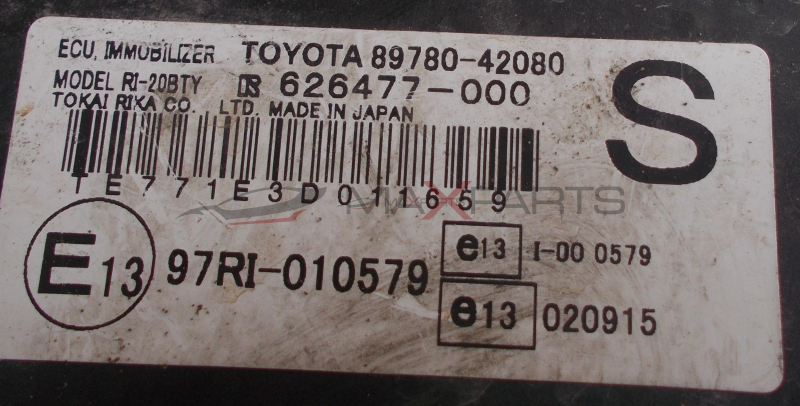 ECU, IMMOBILIZER TOYOTA 89780-42080
MODEL RI-20BTY 626477-000
TOKAI RIKA CO. LTD. MADE IN JAPAN
S
TE771E3D011659
MAXPARTS
E13 97RI-010579
e13 I-00 0579
e13 020915